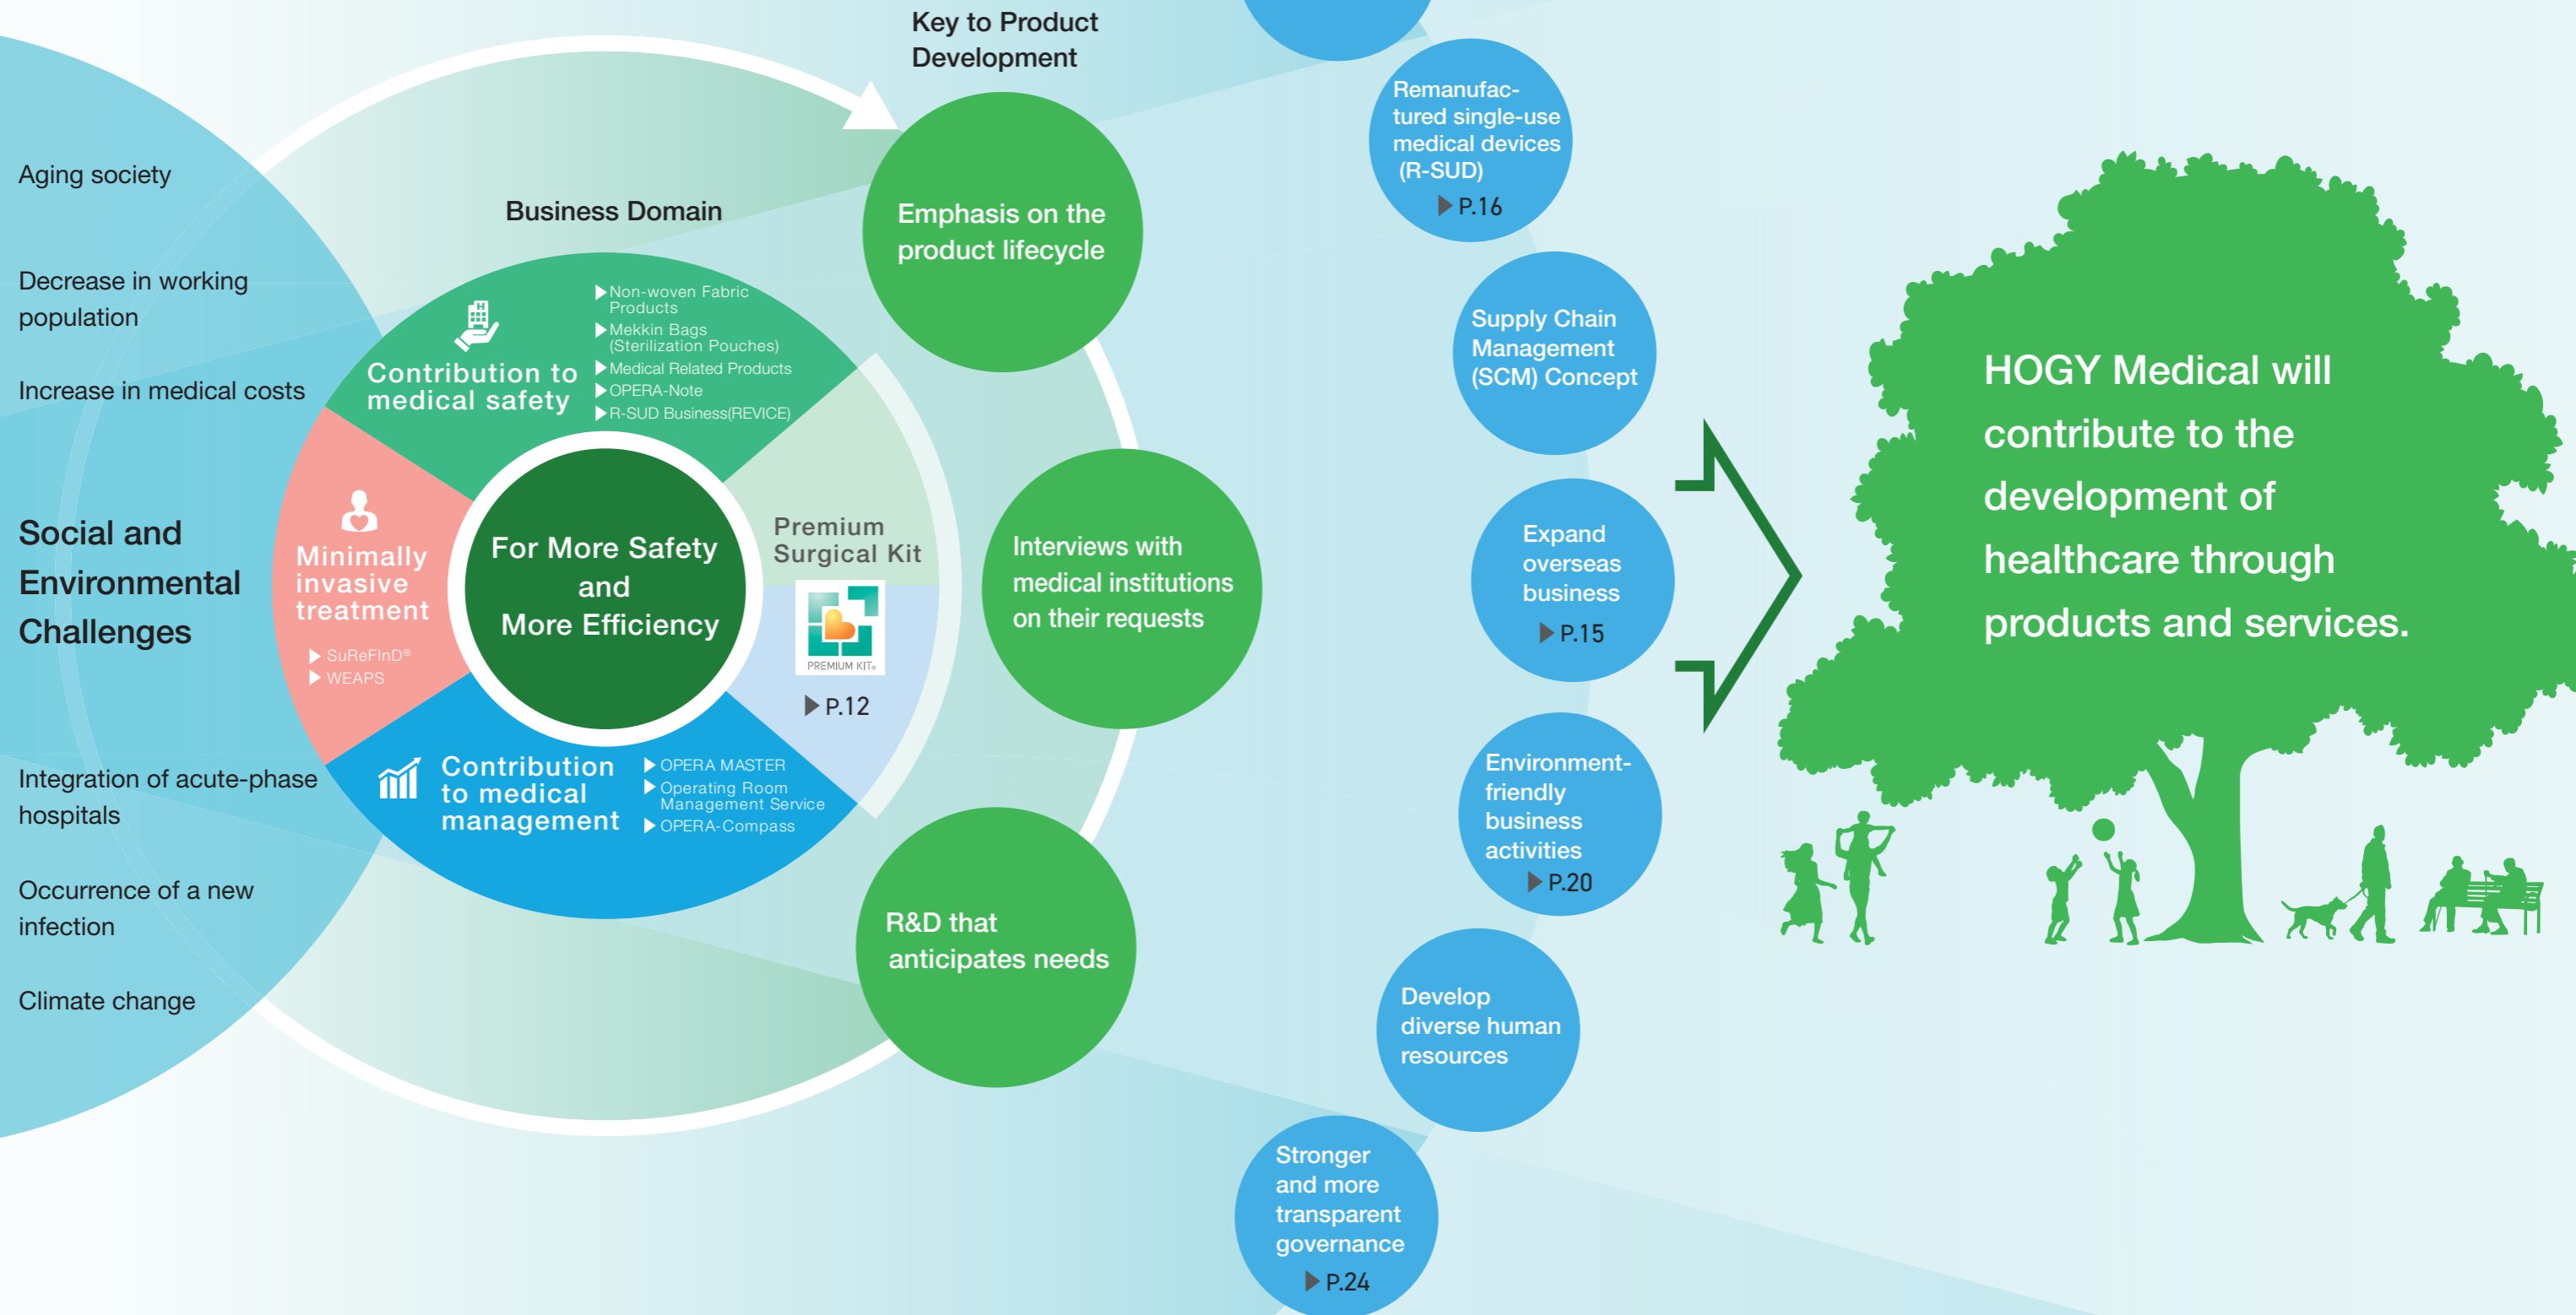 Key to Product
Development
Aging society
Decrease in working
population
Increase in medical costs
Social and
Environmental
Challenges
Integration of acute-phase
hospitals
Occurrence of a new
infection
Climate change
Business Domain
Contribution to
medical safety
▶Non-woven Fabric
Products
▶Mekkin Bags
(Sterilization Pouches)
▶Medical Related Products
▶OPERA-Note
▶R-SUD Business(REVICE)
Minimally
invasive
treatment
▶SuReFInD®
▶WEAPS
For More Safety
and
More Efficiency
Premium
Surgical Kit
PREMIUM KIT®
▶P.12
Contribution
to medical
management
▶OPERA MASTER
▶Operating Room
Management Service
▶OPERA-Compass
Emphasis on the
product lifecycle
Interviews with
medical institutions
on their requests
R&D that
anticipates needs
Remanufac-
tured single-use
medical devices
(R-SUD)
▶P.16
Supply Chain
Management
(SCM) Concept
Expand
overseas
business
▶P.15
Environment-
friendly
business
activities
▶P.20
Develop
diverse human
resources
Stronger
and more
transparent
governance
▶P.24
HOGY Medical will
contribute to the
development of
healthcare through
products and services.